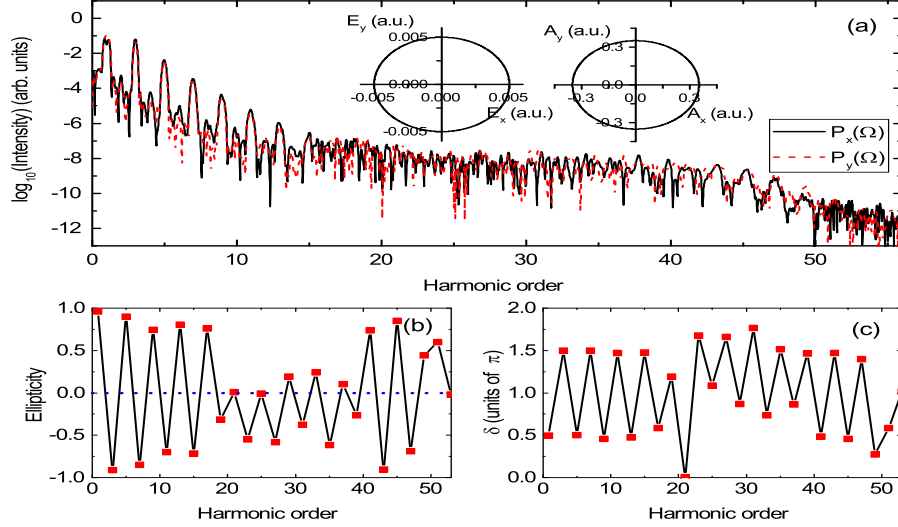 (a)
log10(Intensity) (arb. units)
0
-2
-4
-6
-8
-10
-12
0 10 20 30 40 50
Harmonic order
E_y (a.u.)
0.005
0.000
-0.005
-0.005 0.000 0.005
E_x (a.u.)
A_y (a.u.)
0.3
0.0
-0.3
-0.3 0.0 0.3
A_x (a.u.)
P_x(Ω)
P_y(Ω)
(b)
Ellipticity
1.0
0.5
0.0
-0.5
-1.0
0 10 20 30 40 50
Harmonic order
(c)
δ (units of π)
2.0
1.5
1.0
0.5
0.0
0 10 20 30 40 50
Harmonic order